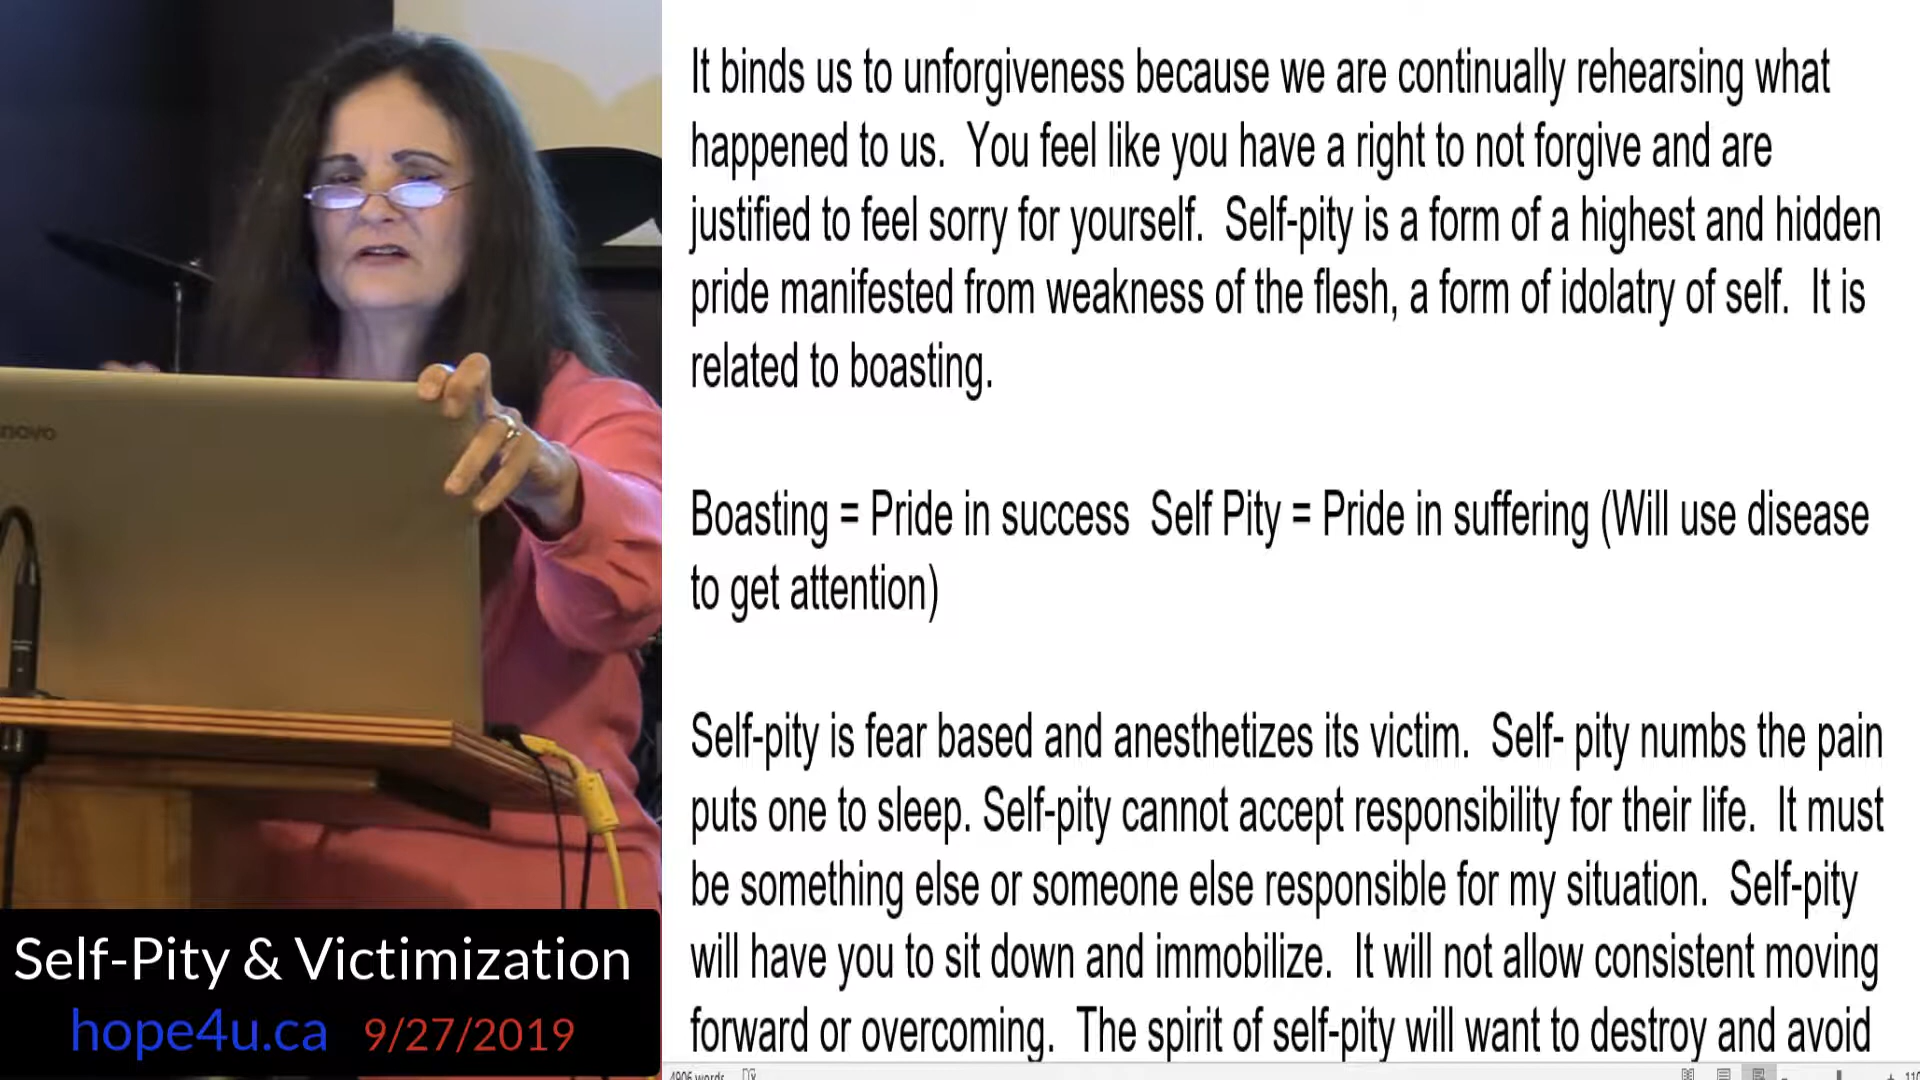 It binds us to unforgiveness because we are continually rehearsing what
happened to us. You feel like you have a right to not forgive and are
justified to feel sorry for yourself. Self-pity is a form of a highest and hidden
pride manifested from weakness of the flesh, a form of idolatry of self. It is
related to boasting.
Boasting = Pride in success Self Pity = Pride in suffering (Will use disease
to get attention)
Self-pity is fear based and anesthetizes its victim. Self- pity numbs the pain
puts one to sleep. Self-pity cannot accept responsibility for their life. It must
be something else or someone else responsible for my situation. Self-pity
will have you to sit down and immobilize. It will not allow consistent moving
forward or overcoming. The spirit of self-pity will want to destroy and avoid
novo
Self-Pity & Victimization
hope4u.ca 9/27/2019
4906 words
110